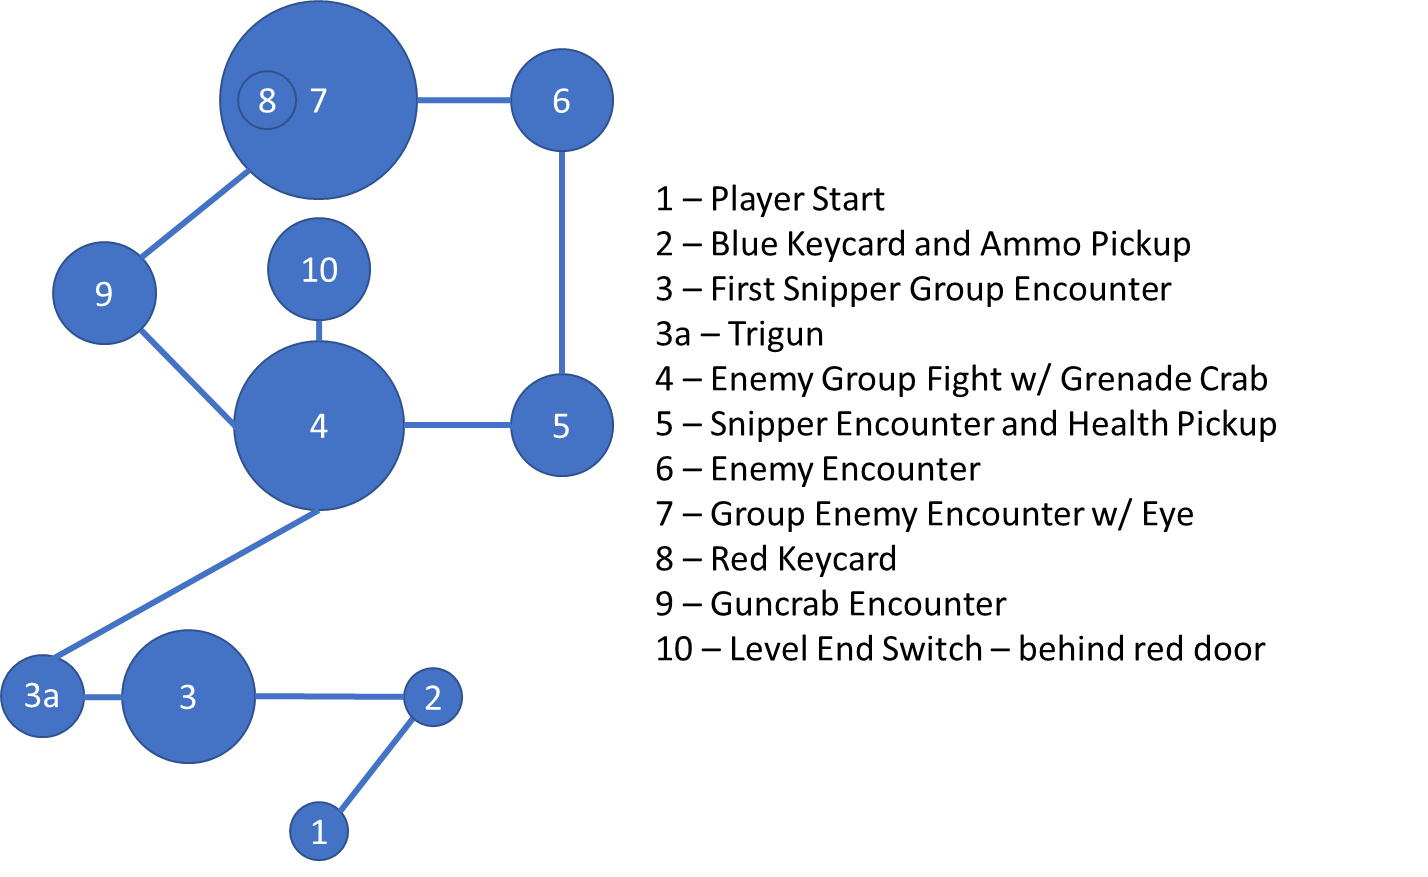 8 7
6
10
9
4
5
3a
3
2
1
1 – Player Start
2 – Blue Keycard and Ammo Pickup
3 – First Snipper Group Encounter
3a – Trigun
4 – Enemy Group Fight w/ Grenade Crab
5 – Snipper Encounter and Health Pickup
6 – Enemy Encounter
7 – Group Enemy Encounter w/ Eye
8 – Red Keycard
9 – Guncrab Encounter
10 – Level End Switch – behind red door